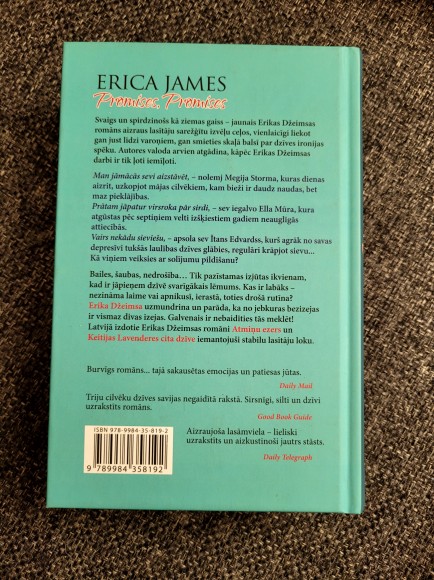 ERICA JAMES
Promises, Promises
Svaigs un spirdzinošs kā ziemas gaiss – jaunais Erikas Džeimsas
romāns aizraus lasītāju sarežģītu izvēļu ceļos, vienlaicīgi liekot
gan just līdzi varoņiem, gan smieties skaļā balsī par dzīves ironijas
spēku. Autores valoda arvien atgādina, kāpēc Erikas Džeimsas
darbi ir tik ļoti iemīļoti.
Man jāmācās sevi aizstāvēt, – nolemj Megija Storma, kuras dienas
aizrit, uzkopjot mājas cilvēkiem, kam bieži ir daudz naudas, bet
maz pieklājības.
Prātam jāpatur virsroka pār sirdi, – sev iegalvo Ella Mūra, kura
atgūstas pēc septiņiem velti izšķiestiem gadiem neauglīgās
attiecībās.
Vairs nekādu sieviešu, – apsola sev Ītans Edvardss, kurš agrāk no savas
depresīvi tukšās laulības dzīves glābies, regulāri krāpjot sievu...
Kā viņiem veiksies ar solījumu pildīšanu?
Bailes, šaubas, nedrošība... Tik pazīstamas izjūtas ikvienam,
kad ir jāpieņem dzīvē svarīgākais lēmums. Kas ir labāks –
nezināma laime vai apnikusī, ierastā, toties drošā rutīna?
Erika Džeimsa uzmundrina un parāda, ka no jebkuras bezizejas
ir vismaz divas izejas. Galvenais ir nebaidīties tās meklēt!
Latvijā izdotie Erikas Džeimsas romāni Atmiņu ezers un
Keitijas Lavenderes cita dzīve iemantojuši stabilu lasītāju loku.
Burvīgs romāns... tajā sakausētas emocijas un patiesas jūtas.
Daily Mail
Triju cilvēku dzīves savijas negaidītā rakstā. Sirsnīgi, silti un dzīvi
uzrakstīts romāns.
Good Book Guide
Aizraujoša lasāmviela – lieliski
uzrakstīts un aizkustinoši jautrs stāsts.
Daily Telegraph
ISBN 978-9984-35-819-2
9 789984 358192